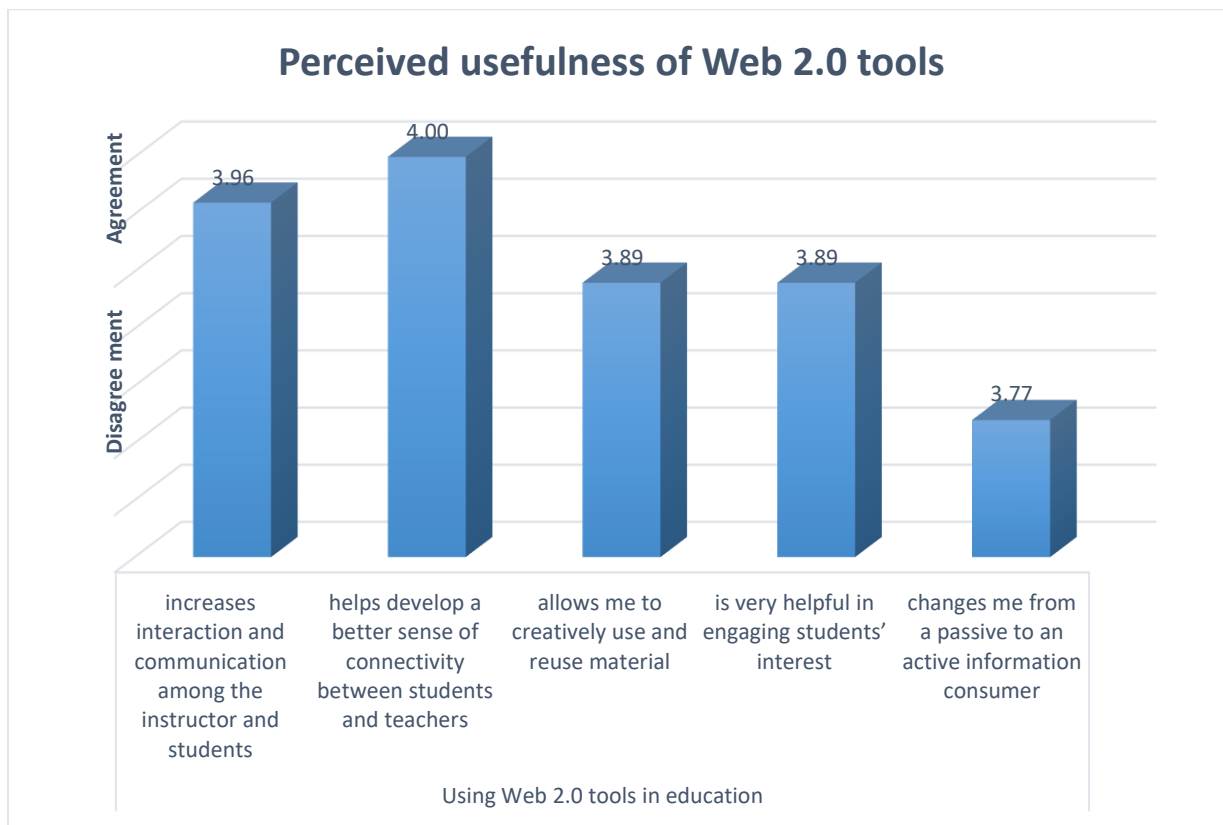 Perceived usefulness of Web 2.0 tools
Agreement
Disagree ment
3.96
4.00
3.89
3.89
3.77
increases
interaction and
communication
among the
instructor and
students
helps develop a
better sense of
connectivity
between students
and teachers
allows me to
creatively use and
reuse material
is very helpful in
engaging students’
interest
changes me from
a passive to an
active information
consumer
Using Web 2.0 tools in education